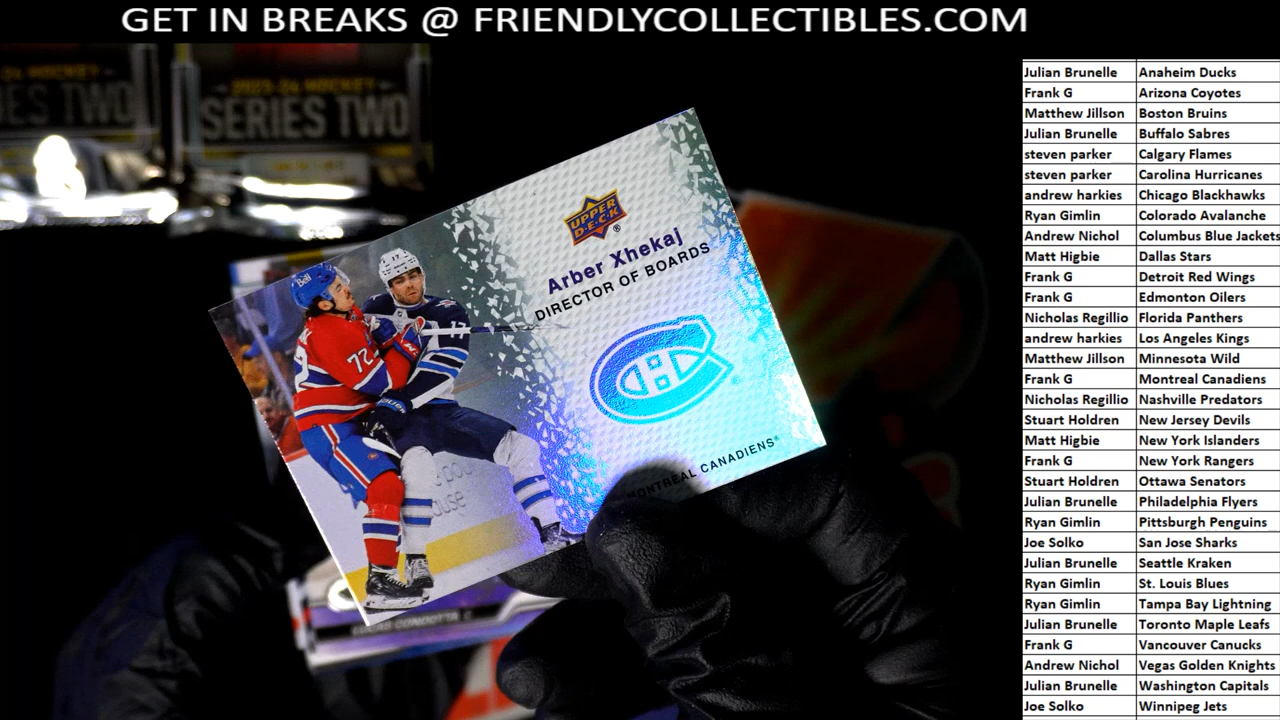 GET IN BREAKS @ FRIENDLYCOLLECTIBLES.COM
2023-24 HOCKEY
SERIES TWO
UPPER
D·E·C·K
®
Arber Xhekaj
DIRECTOR OF BOARDS
MONTREAL CANADIENS®
Bell
72
17
17
Julian Brunelle Anaheim Ducks
Frank G Arizona Coyotes
Matthew Jillson Boston Bruins
Julian Brunelle Buffalo Sabres
steven parker Calgary Flames
steven parker Carolina Hurricanes
andrew harkies Chicago Blackhawks
Ryan Gimlin Colorado Avalanche
Andrew Nichol Columbus Blue Jackets
Matt Higbie Dallas Stars
Frank G Detroit Red Wings
Frank G Edmonton Oilers
Nicholas Regillio Florida Panthers
andrew harkies Los Angeles Kings
Matthew Jillson Minnesota Wild
Frank G Montreal Canadiens
Nicholas Regillio Nashville Predators
Stuart Holdren New Jersey Devils
Matt Higbie New York Islanders
Frank G New York Rangers
Stuart Holdren Ottawa Senators
Julian Brunelle Philadelphia Flyers
Ryan Gimlin Pittsburgh Penguins
Joe Solko San Jose Sharks
Julian Brunelle Seattle Kraken
Ryan Gimlin St. Louis Blues
Ryan Gimlin Tampa Bay Lightning
Julian Brunelle Toronto Maple Leafs
Frank G Vancouver Canucks
Andrew Nichol Vegas Golden Knights
Julian Brunelle Washington Capitals
Joe Solko Winnipeg Jets